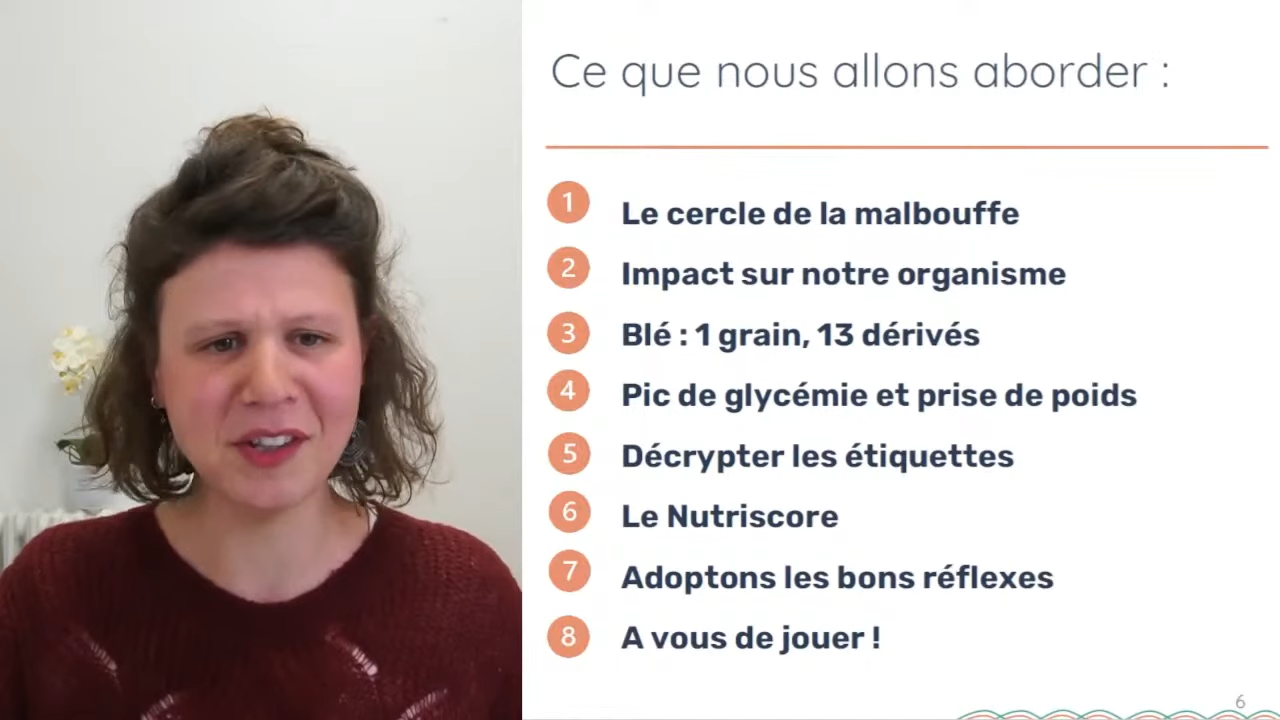 Ce que nous allons aborder :
1 Le cercle de la malbouffe
2 Impact sur notre organisme
3 Blé : 1 grain, 13 dérivés
4 Pic de glycémie et prise de poids
5 Décrypter les étiquettes
6 Le Nutriscore
7 Adoptons les bons réflexes
8 A vous de jouer !
6